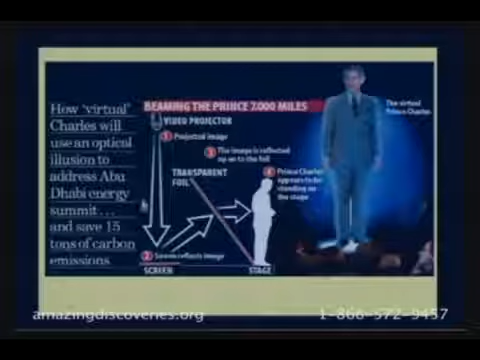 How "virtual"
Charles will
use an optical
illusion to
address Abu
Dhabi energy
summit...
and save 15
tons of carbon
emissions
BEAMING THE PRINCE 7,000 MILES
VIDEO PROJECTOR
1 Projected image
3 The image is reflected
up on to the foil
TRANSPARENT
FOIL
4 Prince Charles
appears to be
standing on
the stage
2 Screen reflects image
SCREEN
STAGE
The virtual
Prince Charles
amazingdiscoveries.org
1-866-572-9457